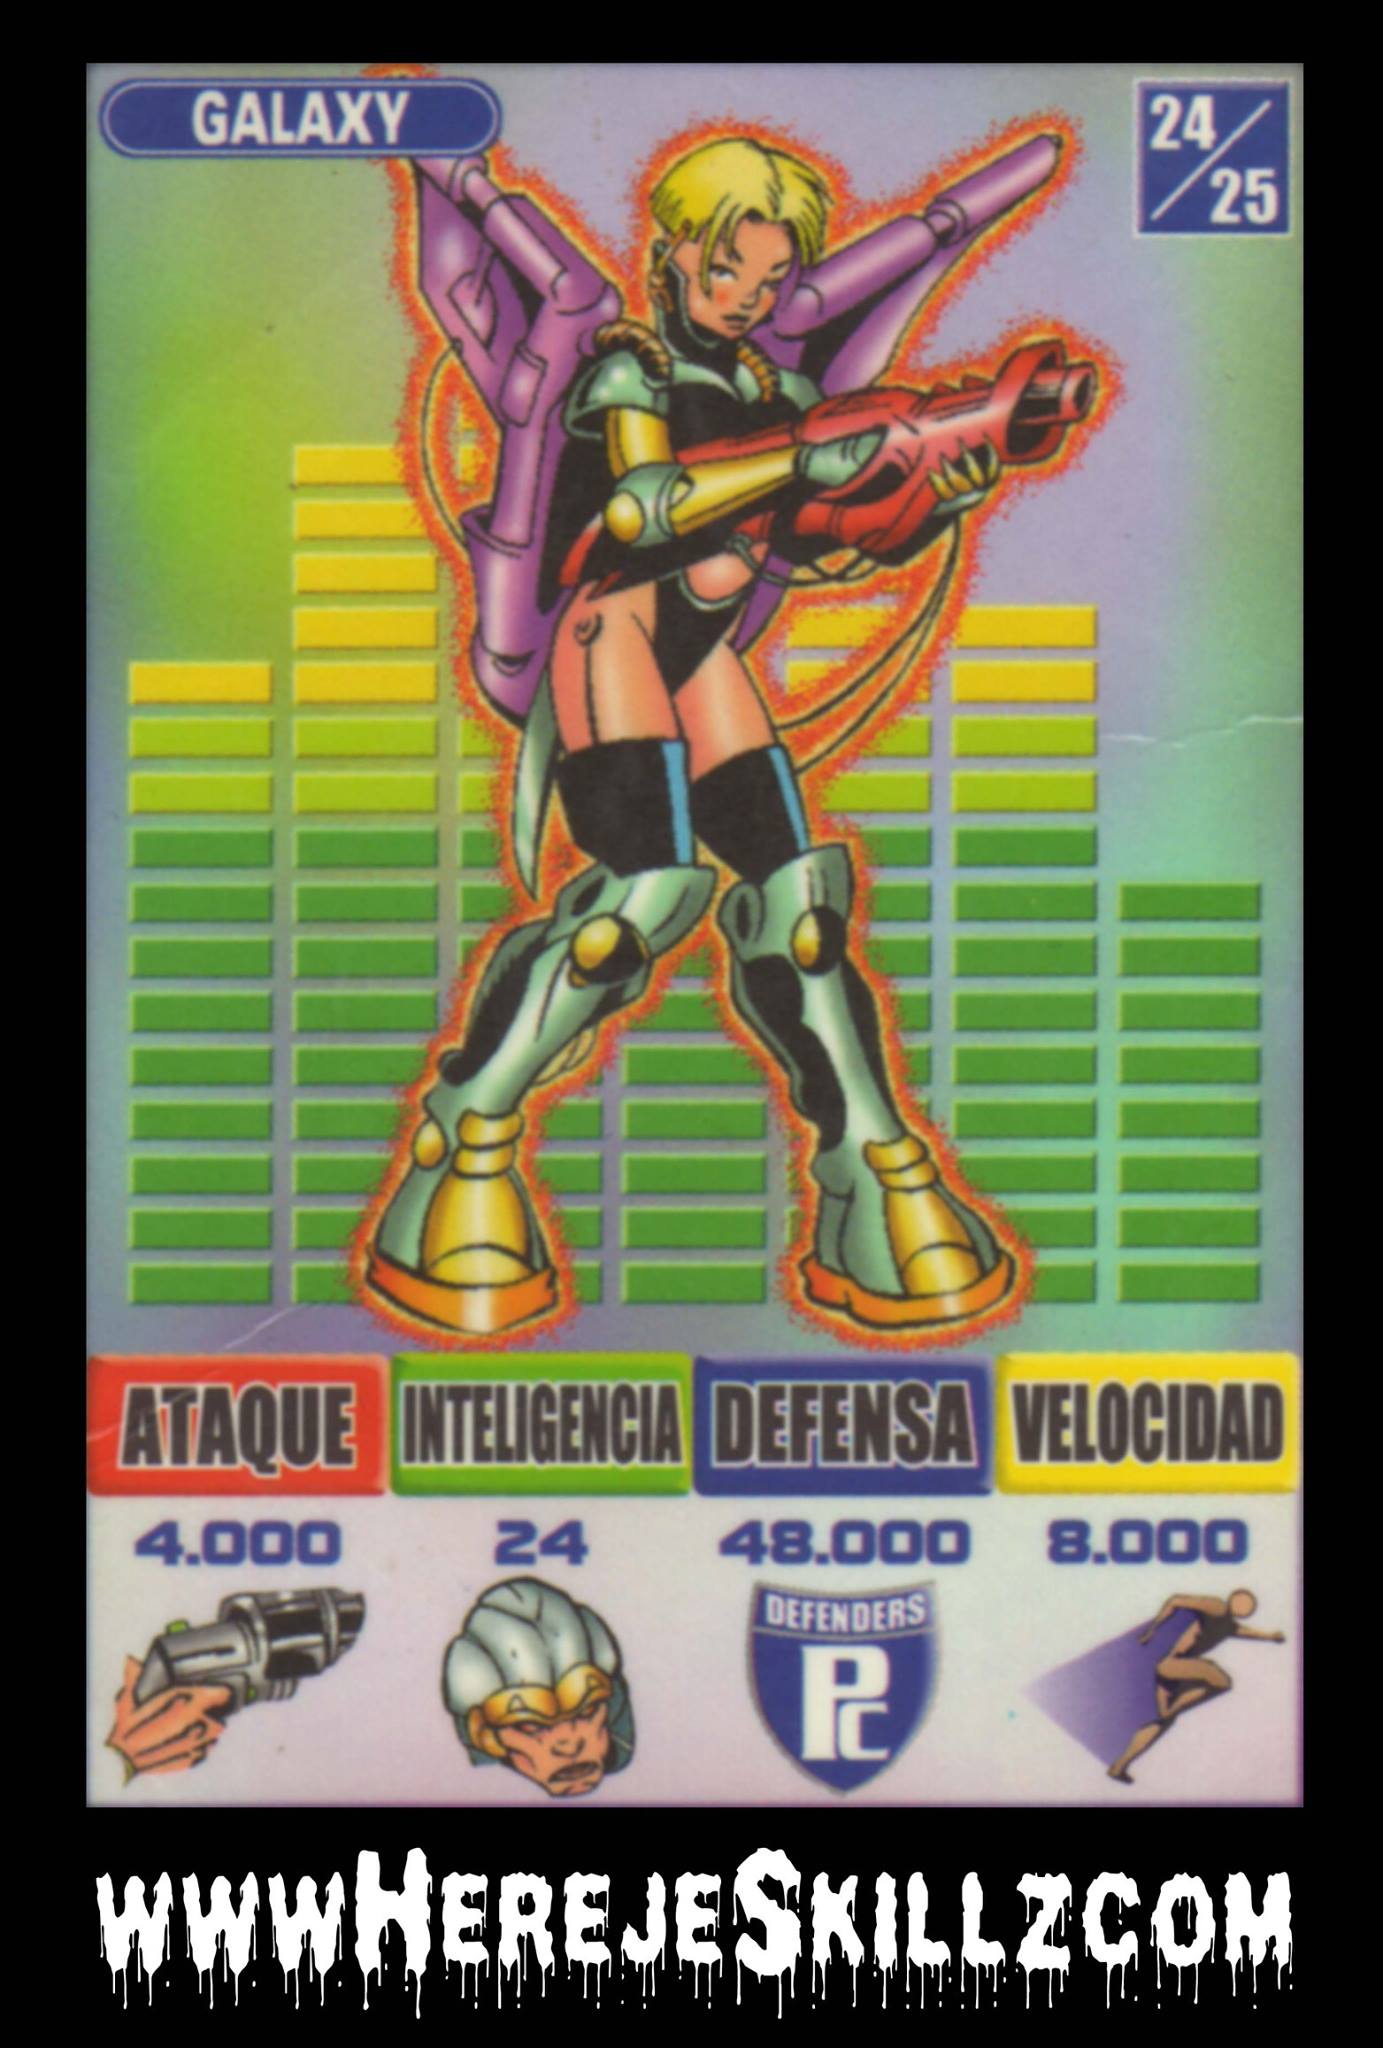 GALAXY
24/25
ATAQUE INTELIGENCIA DEFENSA VELOCIDAD
4.000 24 48.000 8.000
DEFENDERS
PC
wwwHerejeSkillzcom